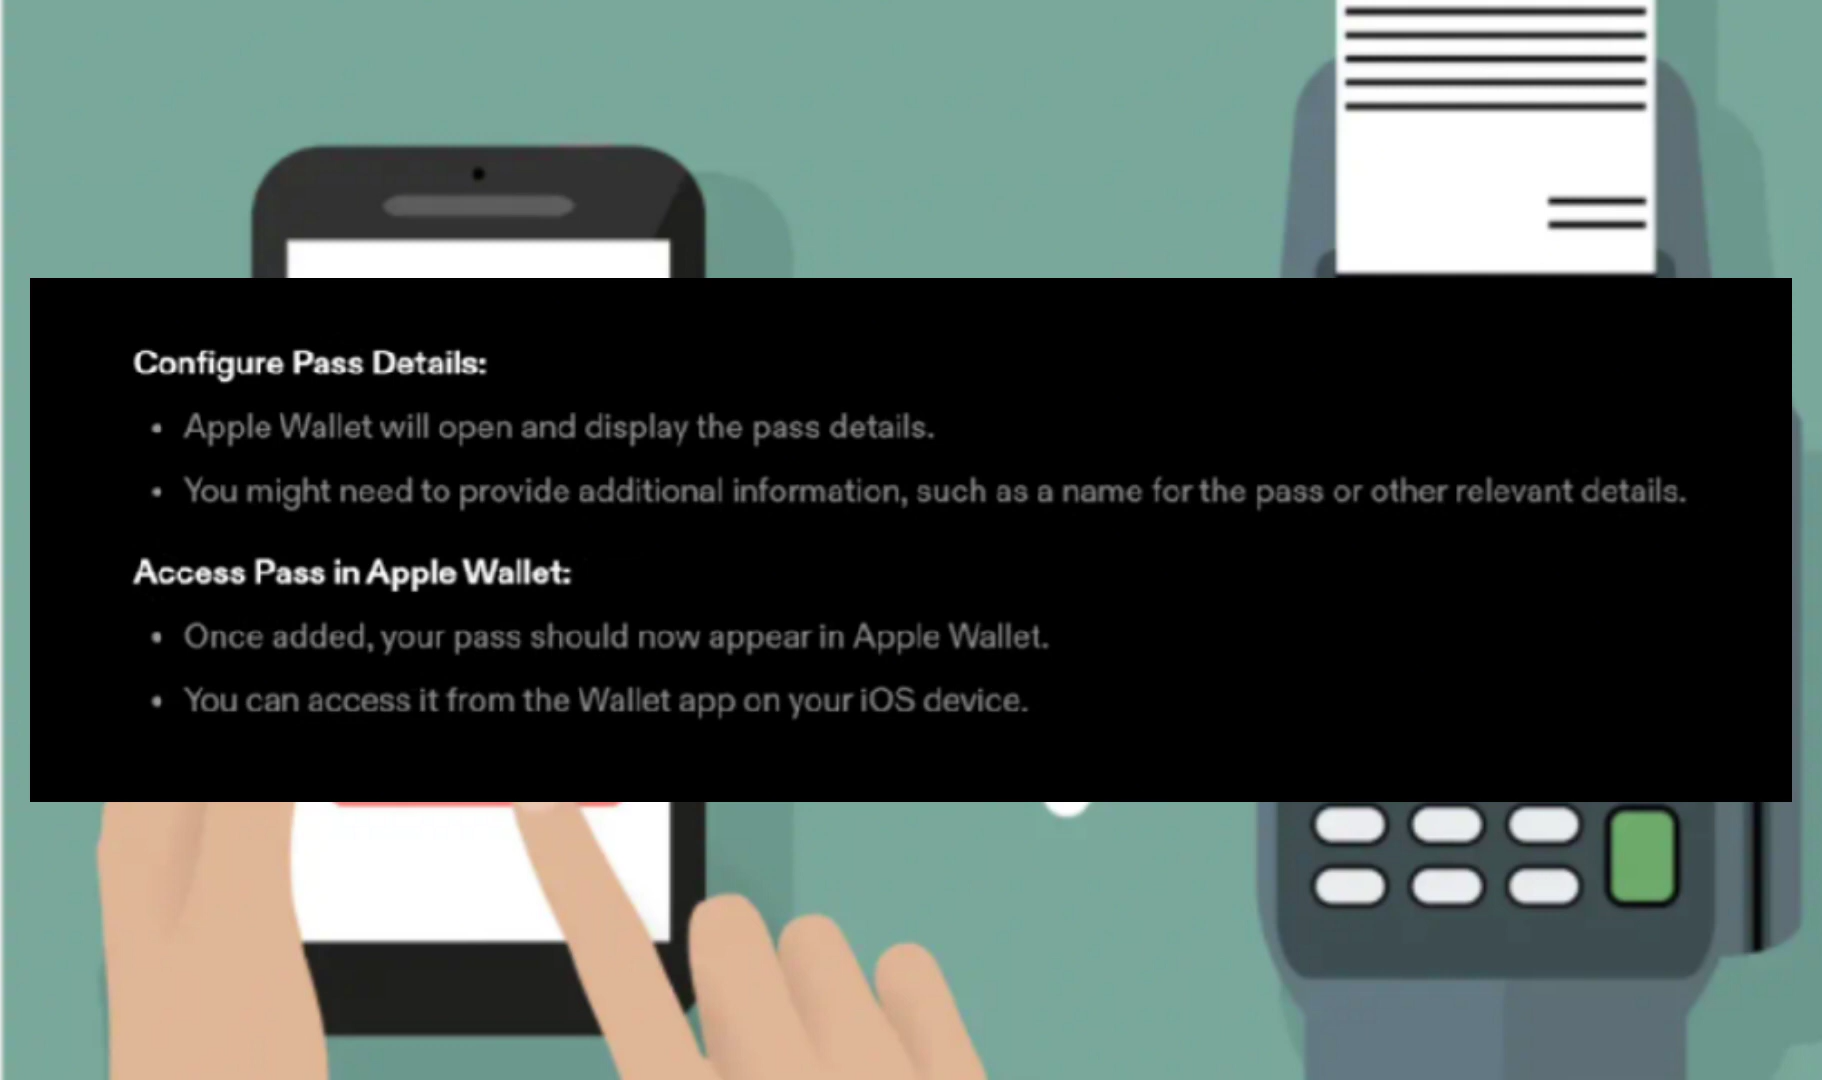 Configure Pass Details:
• Apple Wallet will open and display the pass details.
• You might need to provide additional information, such as a name for the pass or other relevant details.
Access Pass in Apple Wallet:
• Once added, your pass should now appear in Apple Wallet.
• You can access it from the Wallet app on your iOS device.